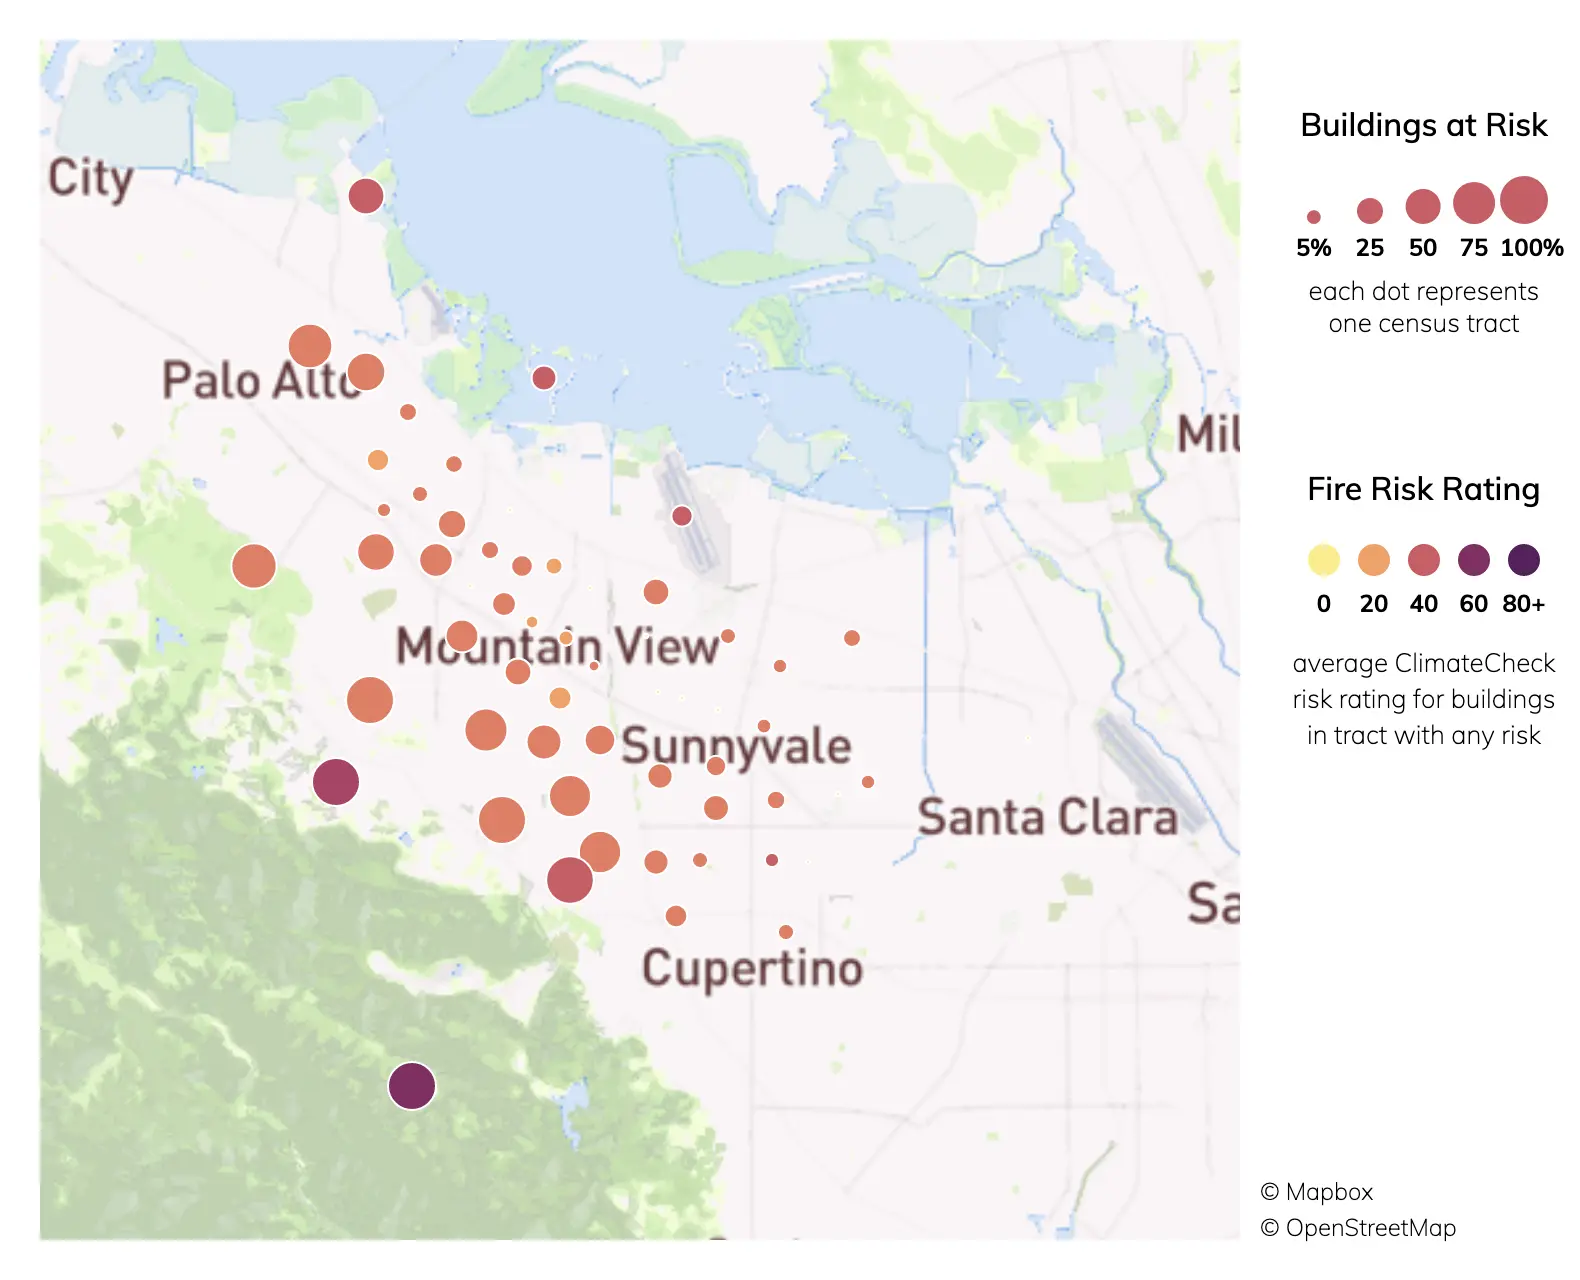 City
Palo Alto
Mil
Mountain View
Sunnyvale
Santa Clara
Sa
Cupertino
Buildings at Risk
5% 25 50 75 100%
each dot represents
one census tract
Fire Risk Rating
0 20 40 60 80+
average ClimateCheck
risk rating for buildings
in tract with any risk
© Mapbox
© OpenStreetMap